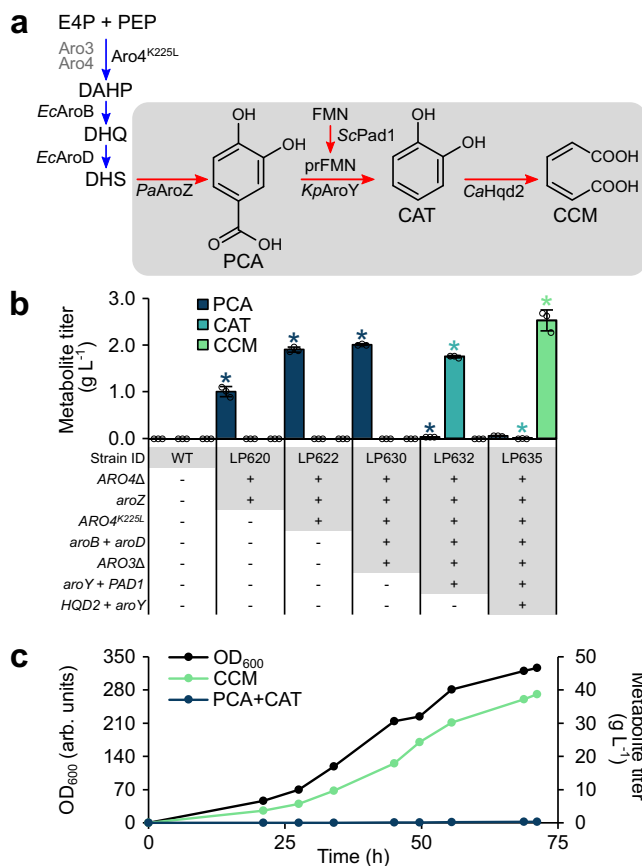 a
E4P + PEP
Aro3
Aro4
Aro4K225L
DAHP
EcAroB
DHQ
EcAroD
DHS
PaAroZ
OH
OH
O
OH
PCA
FMN
ScPad1
prFMN
KpAroY
OH
OH
CAT
CaHqd2
COOH
COOH
CCM
b
Metabolite titer
(g L-1)
3.0
2.0
1.0
0.0
PCA
CAT
CCM
* * * * * * *
Strain ID WT LP620 LP622 LP630 LP632 LP635
ARO4Δ - + + + + +
aroZ - + + + + +
ARO4K225L - - + + + +
aroB + aroD - - - + + +
ARO3Δ - - - + + +
aroY + PAD1 - - - - + +
HQD2 + aroY - - - - - +
c
OD600 (arb. units)
350
280
210
140
70
0
OD600
CCM
PCA+CAT
50
40
30
20
10
0
Metabolite titer
(g L-1)
0 25 50 75
Time (h)